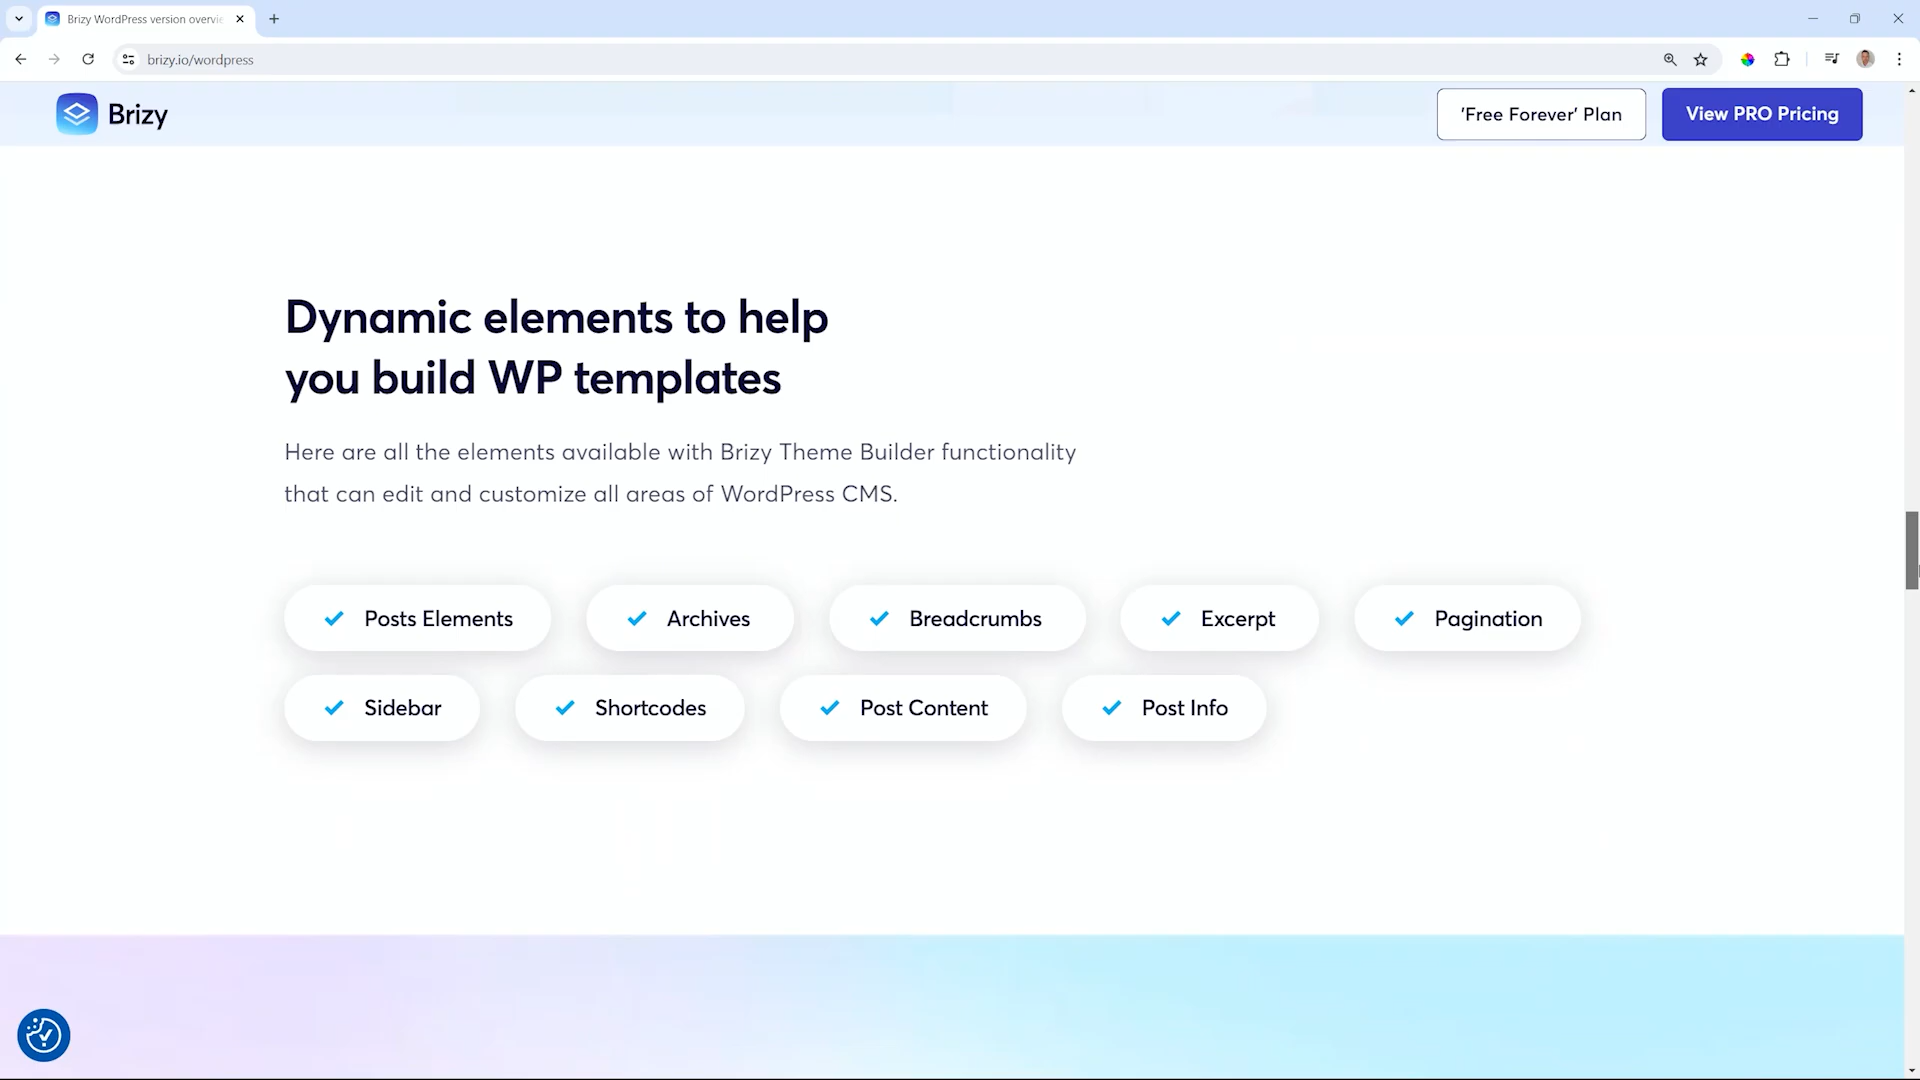 Brizy WordPress version overvie
brizy.io/wordpress
Brizy
'Free Forever' Plan
View PRO Pricing
Dynamic elements to help
you build WP templates
Here are all the elements available with Brizy Theme Builder functionality
that can edit and customize all areas of WordPress CMS.
Posts Elements
Archives
Breadcrumbs
Excerpt
Pagination
Sidebar
Shortcodes
Post Content
Post Info